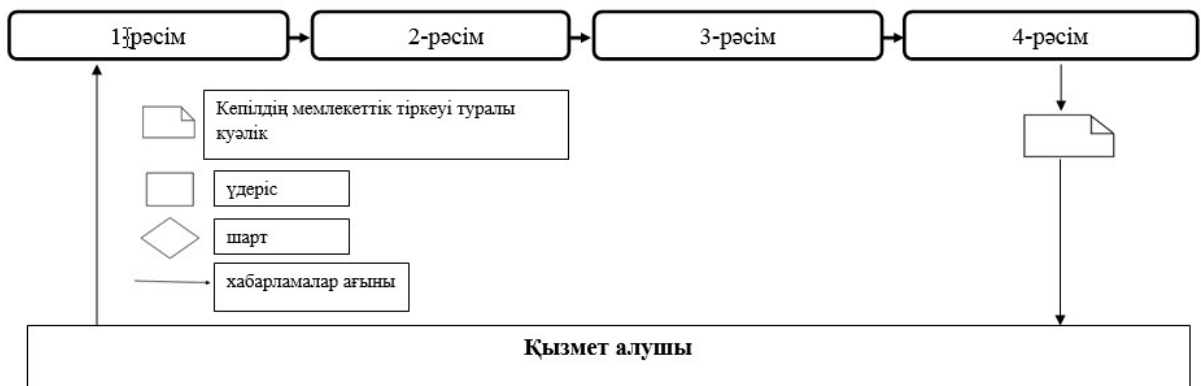 1-рәсім
2-рәсім
3-рәсім
4-рәсім
Кепілдің мемлекеттік тіркеуі туралы
куәлік
үдеріс
шарт
хабарламалар ағыны
Қызмет алушы